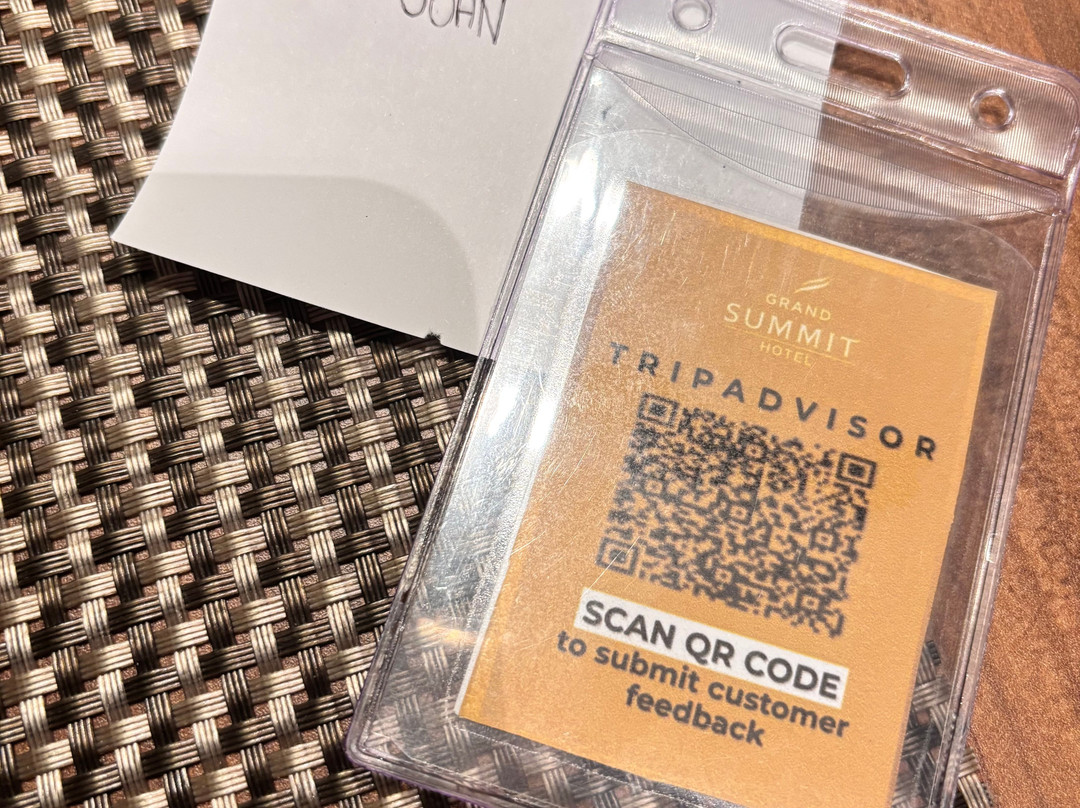 JOHN
GRAND
SUMMIT
HOTEL
TRIPADVISOR
SCAN QR CODE
to submit customer
feedback